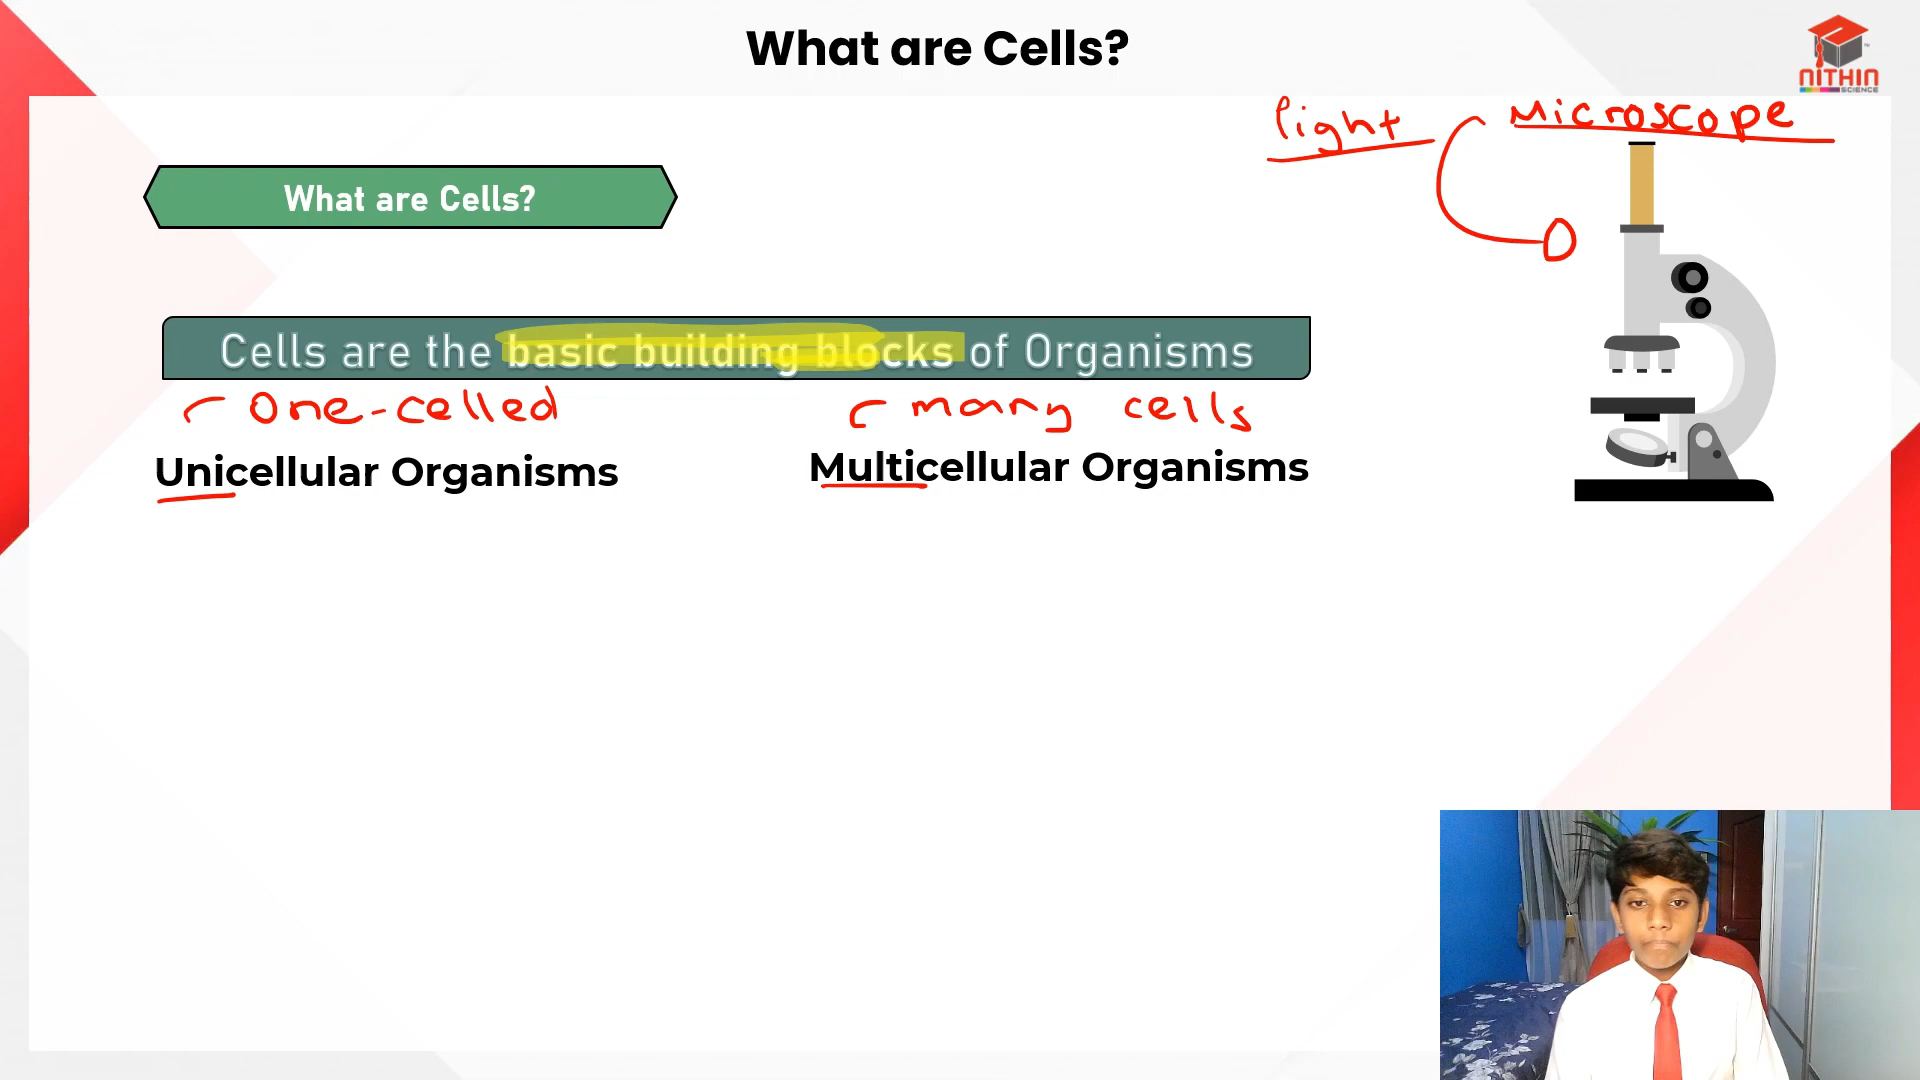 What are Cells?
NITHIN
SCIENCE
light Microscope
What are Cells?
Cells are the basic building blocks of Organisms
One-celled
many cells
Unicellular Organisms
Multicellular Organisms